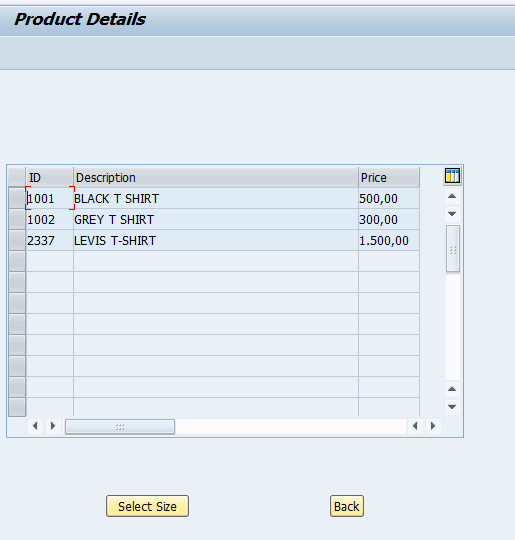 Product Details
ID Description Price
1001 BLACK T SHIRT 500,00
1002 GREY T SHIRT 300,00
2337 LEVIS T-SHIRT 1.500,00
Select Size Back